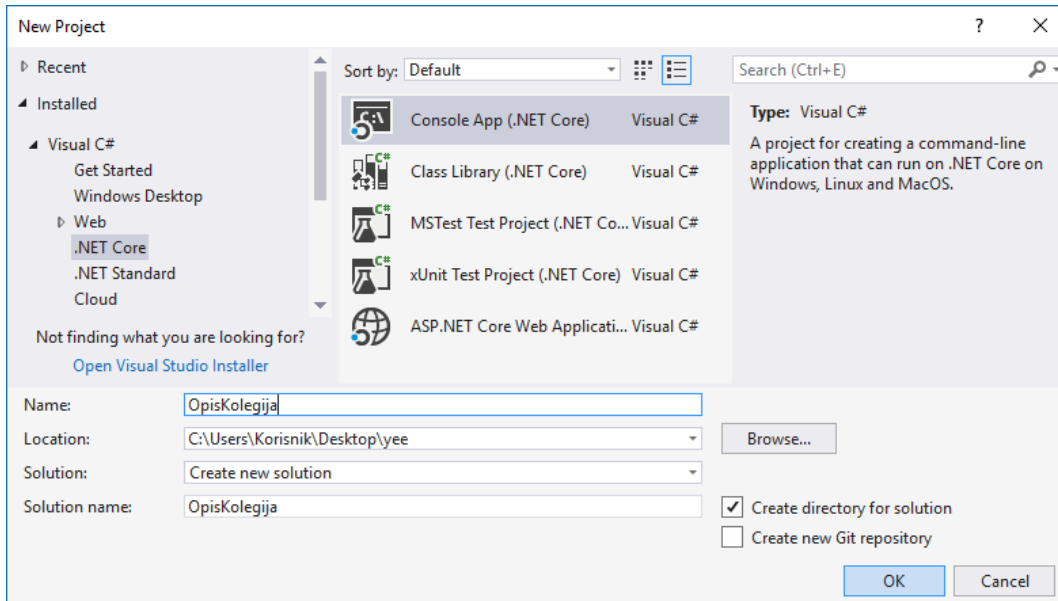 New Project
?
Recent
Installed
Visual C#
Get Started
Windows Desktop
Web
.NET Core
.NET Standard
Cloud
Not finding what you are looking for?
Open Visual Studio Installer
Sort by: Default
Console App (.NET Core) Visual C#
Class Library (.NET Core) Visual C#
MSTest Test Project (.NET Co... Visual C#
xUnit Test Project (.NET Core) Visual C#
ASP.NET Core Web Applicati... Visual C#
Search (Ctrl+E)
Type: Visual C#
A project for creating a command-line
application that can run on .NET Core on
Windows, Linux and MacOS.
Name: OpisKolegija
Location: C:\Users\Korisnik\Desktop\yee Browse...
Solution: Create new solution
Solution name: OpisKolegija
Create directory for solution
Create new Git repository
OK Cancel